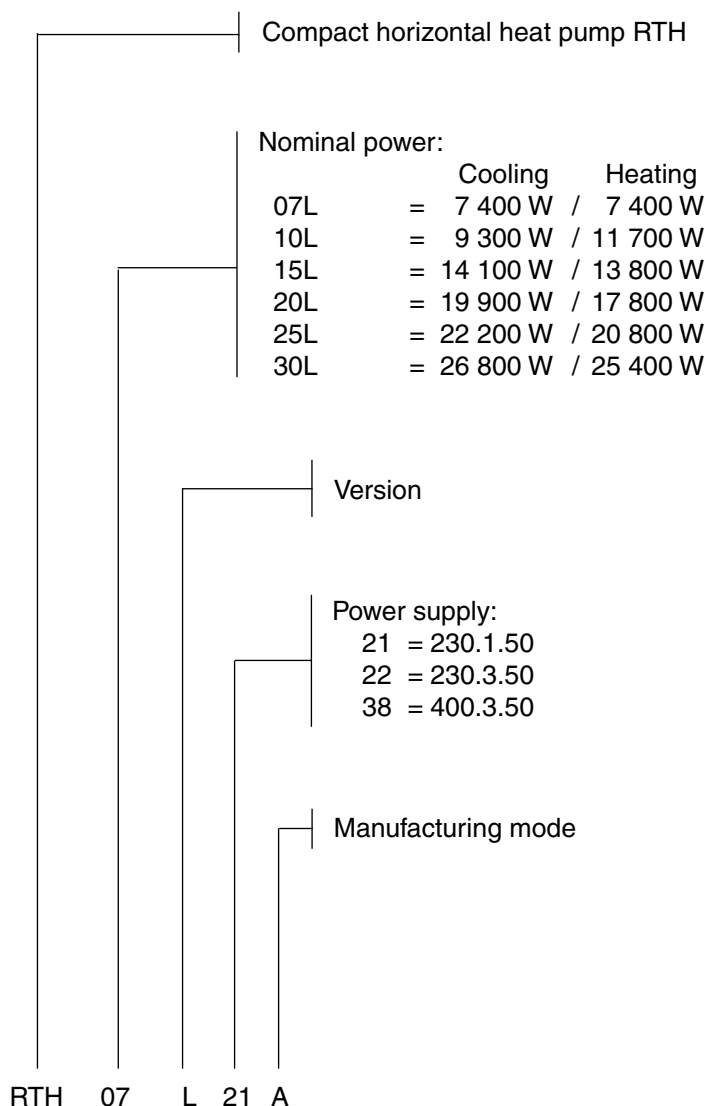 Compact horizontal heat pump RTH
Nominal power:
Cooling Heating
07L = 7 400 W / 7 400 W
10L = 9 300 W / 11 700 W
15L = 14 100 W / 13 800 W
20L = 19 900 W / 17 800 W
25L = 22 200 W / 20 800 W
30L = 26 800 W / 25 400 W
Version
Power supply:
21 = 230.1.50
22 = 230.3.50
38 = 400.3.50
Manufacturing mode
RTH 07 L 21 A